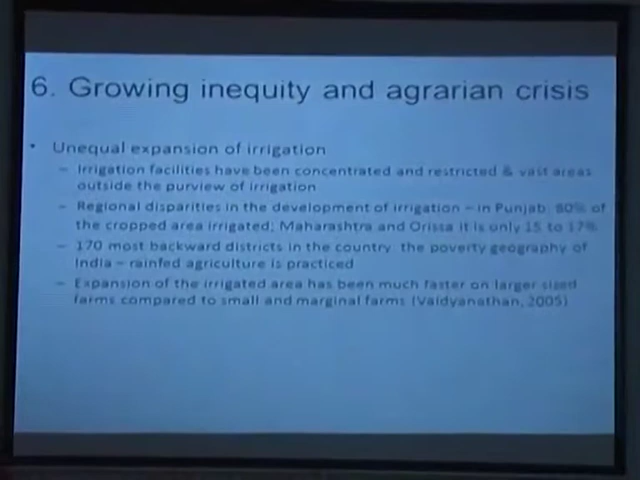 6. Growing inequity and agrarian crisis
• Unequal expansion of irrigation
– Irrigation facilities have been concentrated and restricted & vast areas
outside the purview of irrigation
– Regional disparities in the development of irrigation – in Punjab: 80% of
the cropped area irrigated; Maharashtra and Orissa it is only 15 to 17%
– 170 most backward districts in the country the poverty geography of
India – rainfed agriculture is practiced
– Expansion of the irrigated area has been much faster on larger sized
farms compared to small and marginal farms (Vaidyanathan, 2005)